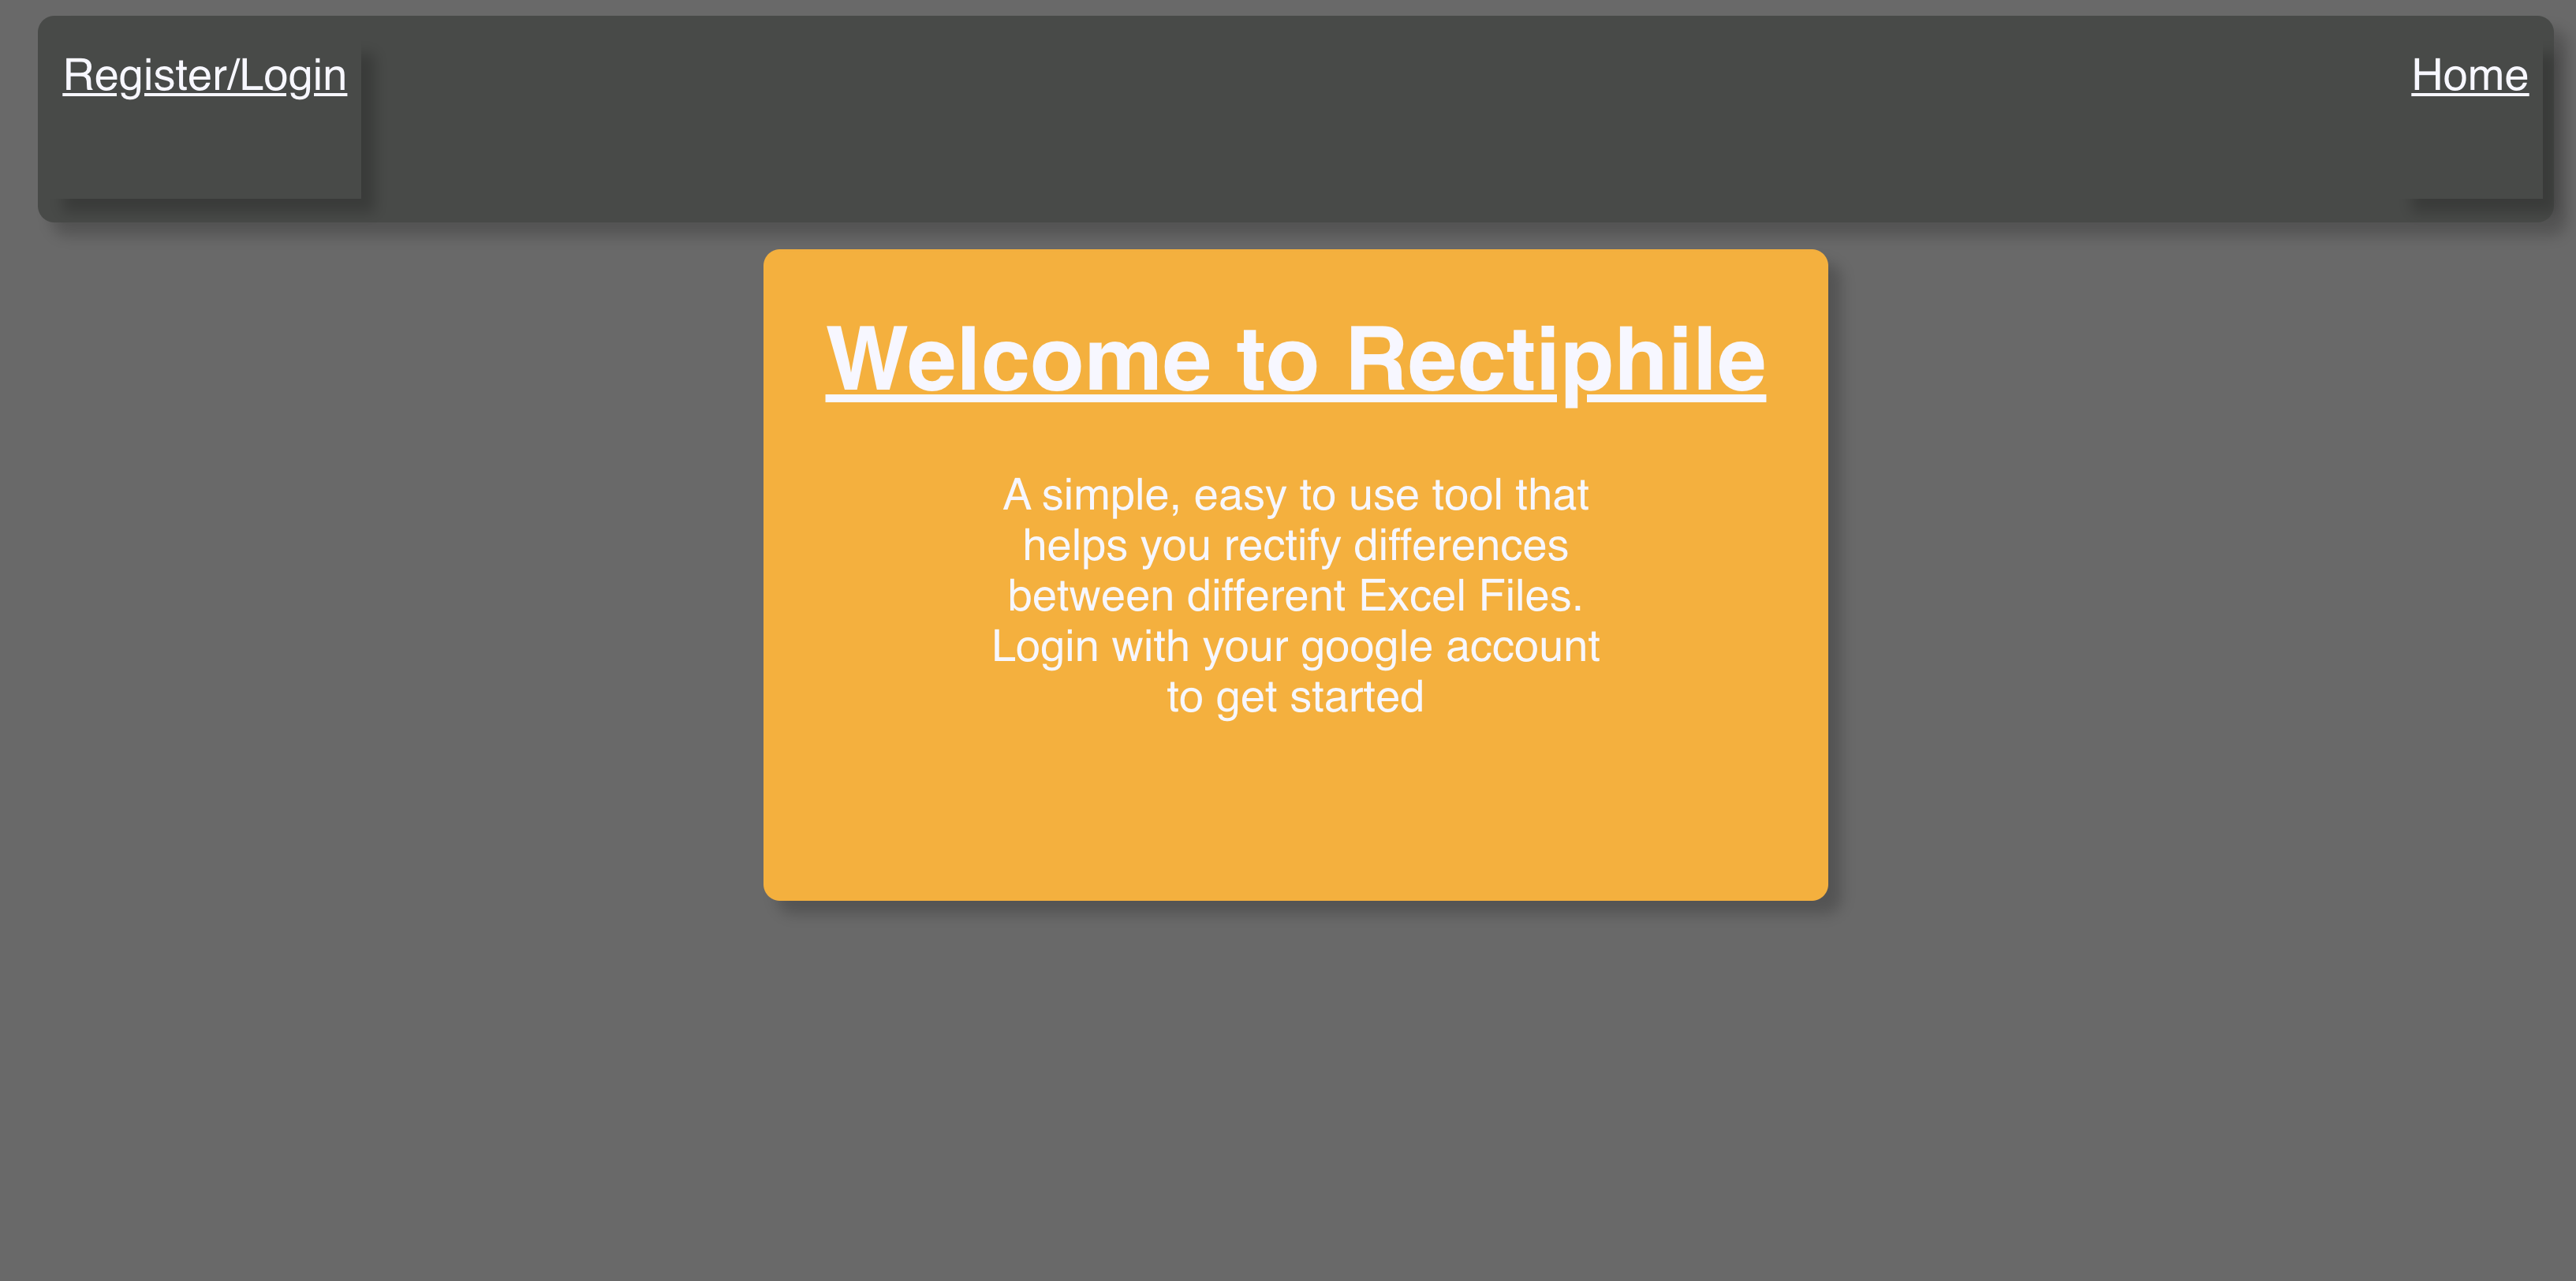 Register/Login
Home
Welcome to Rectiphile
A simple, easy to use tool that
helps you rectify differences
between different Excel Files.
Login with your google account
to get started